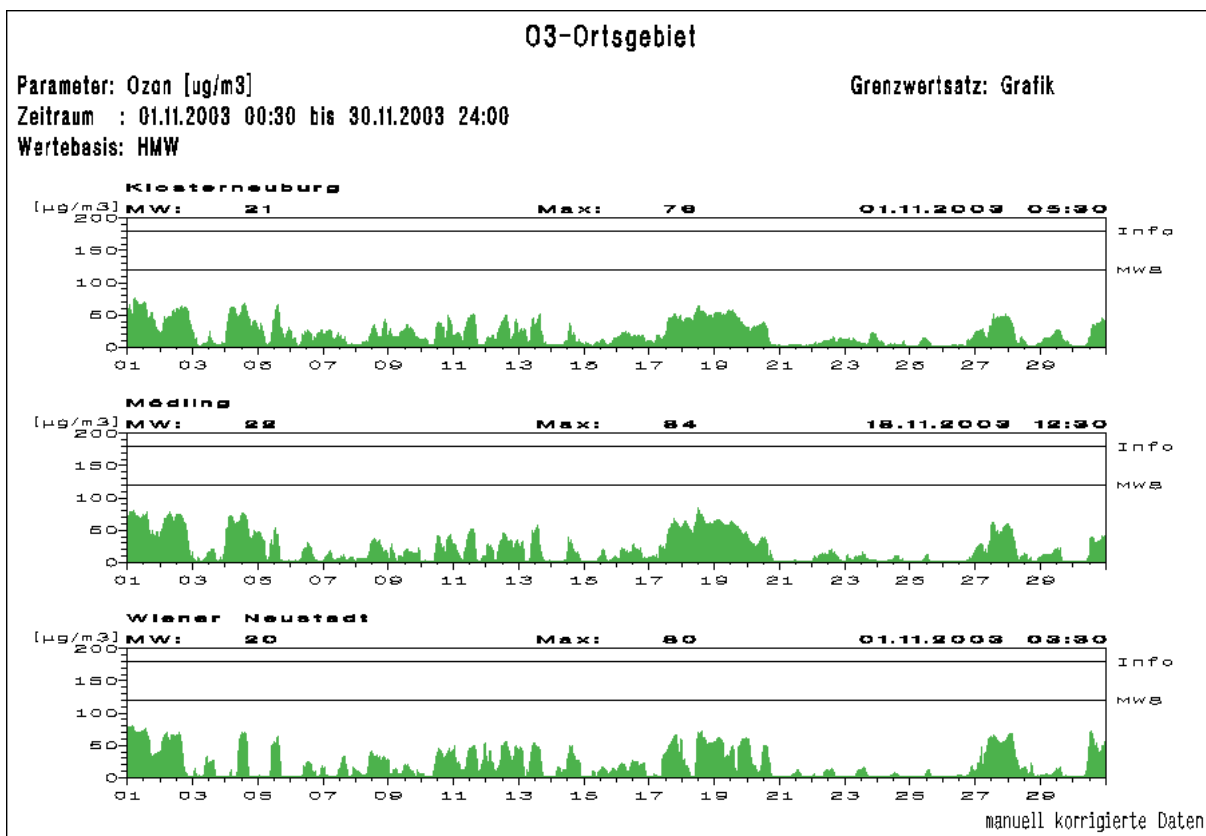 O3-Ortsgebiet
Parameter: Ozon [ug/m3] Grenzwertsatz: Grafik
Zeitraum : 01.11.2003 00:30 bis 30.11.2003 24:00
Wertebasis: HMW
Klosterneuburg
[µg/m3] MW: 21 Max: 76 01.11.2003 05:30
200
Info
150
MW8
100
50
0
01 03 05 07 09 11 13 15 17 19 21 23 25 27 29
Mödling
[µg/m3] MW: 22 Max: 84 18.11.2003 12:30
200
Info
150
MW8
100
50
0
01 03 05 07 09 11 13 15 17 19 21 23 25 27 29
Wiener Neustadt
[µg/m3] MW: 20 Max: 80 01.11.2003 03:30
200
Info
150
MW8
100
50
0
01 03 05 07 09 11 13 15 17 19 21 23 25 27 29
manuell korrigierte Daten